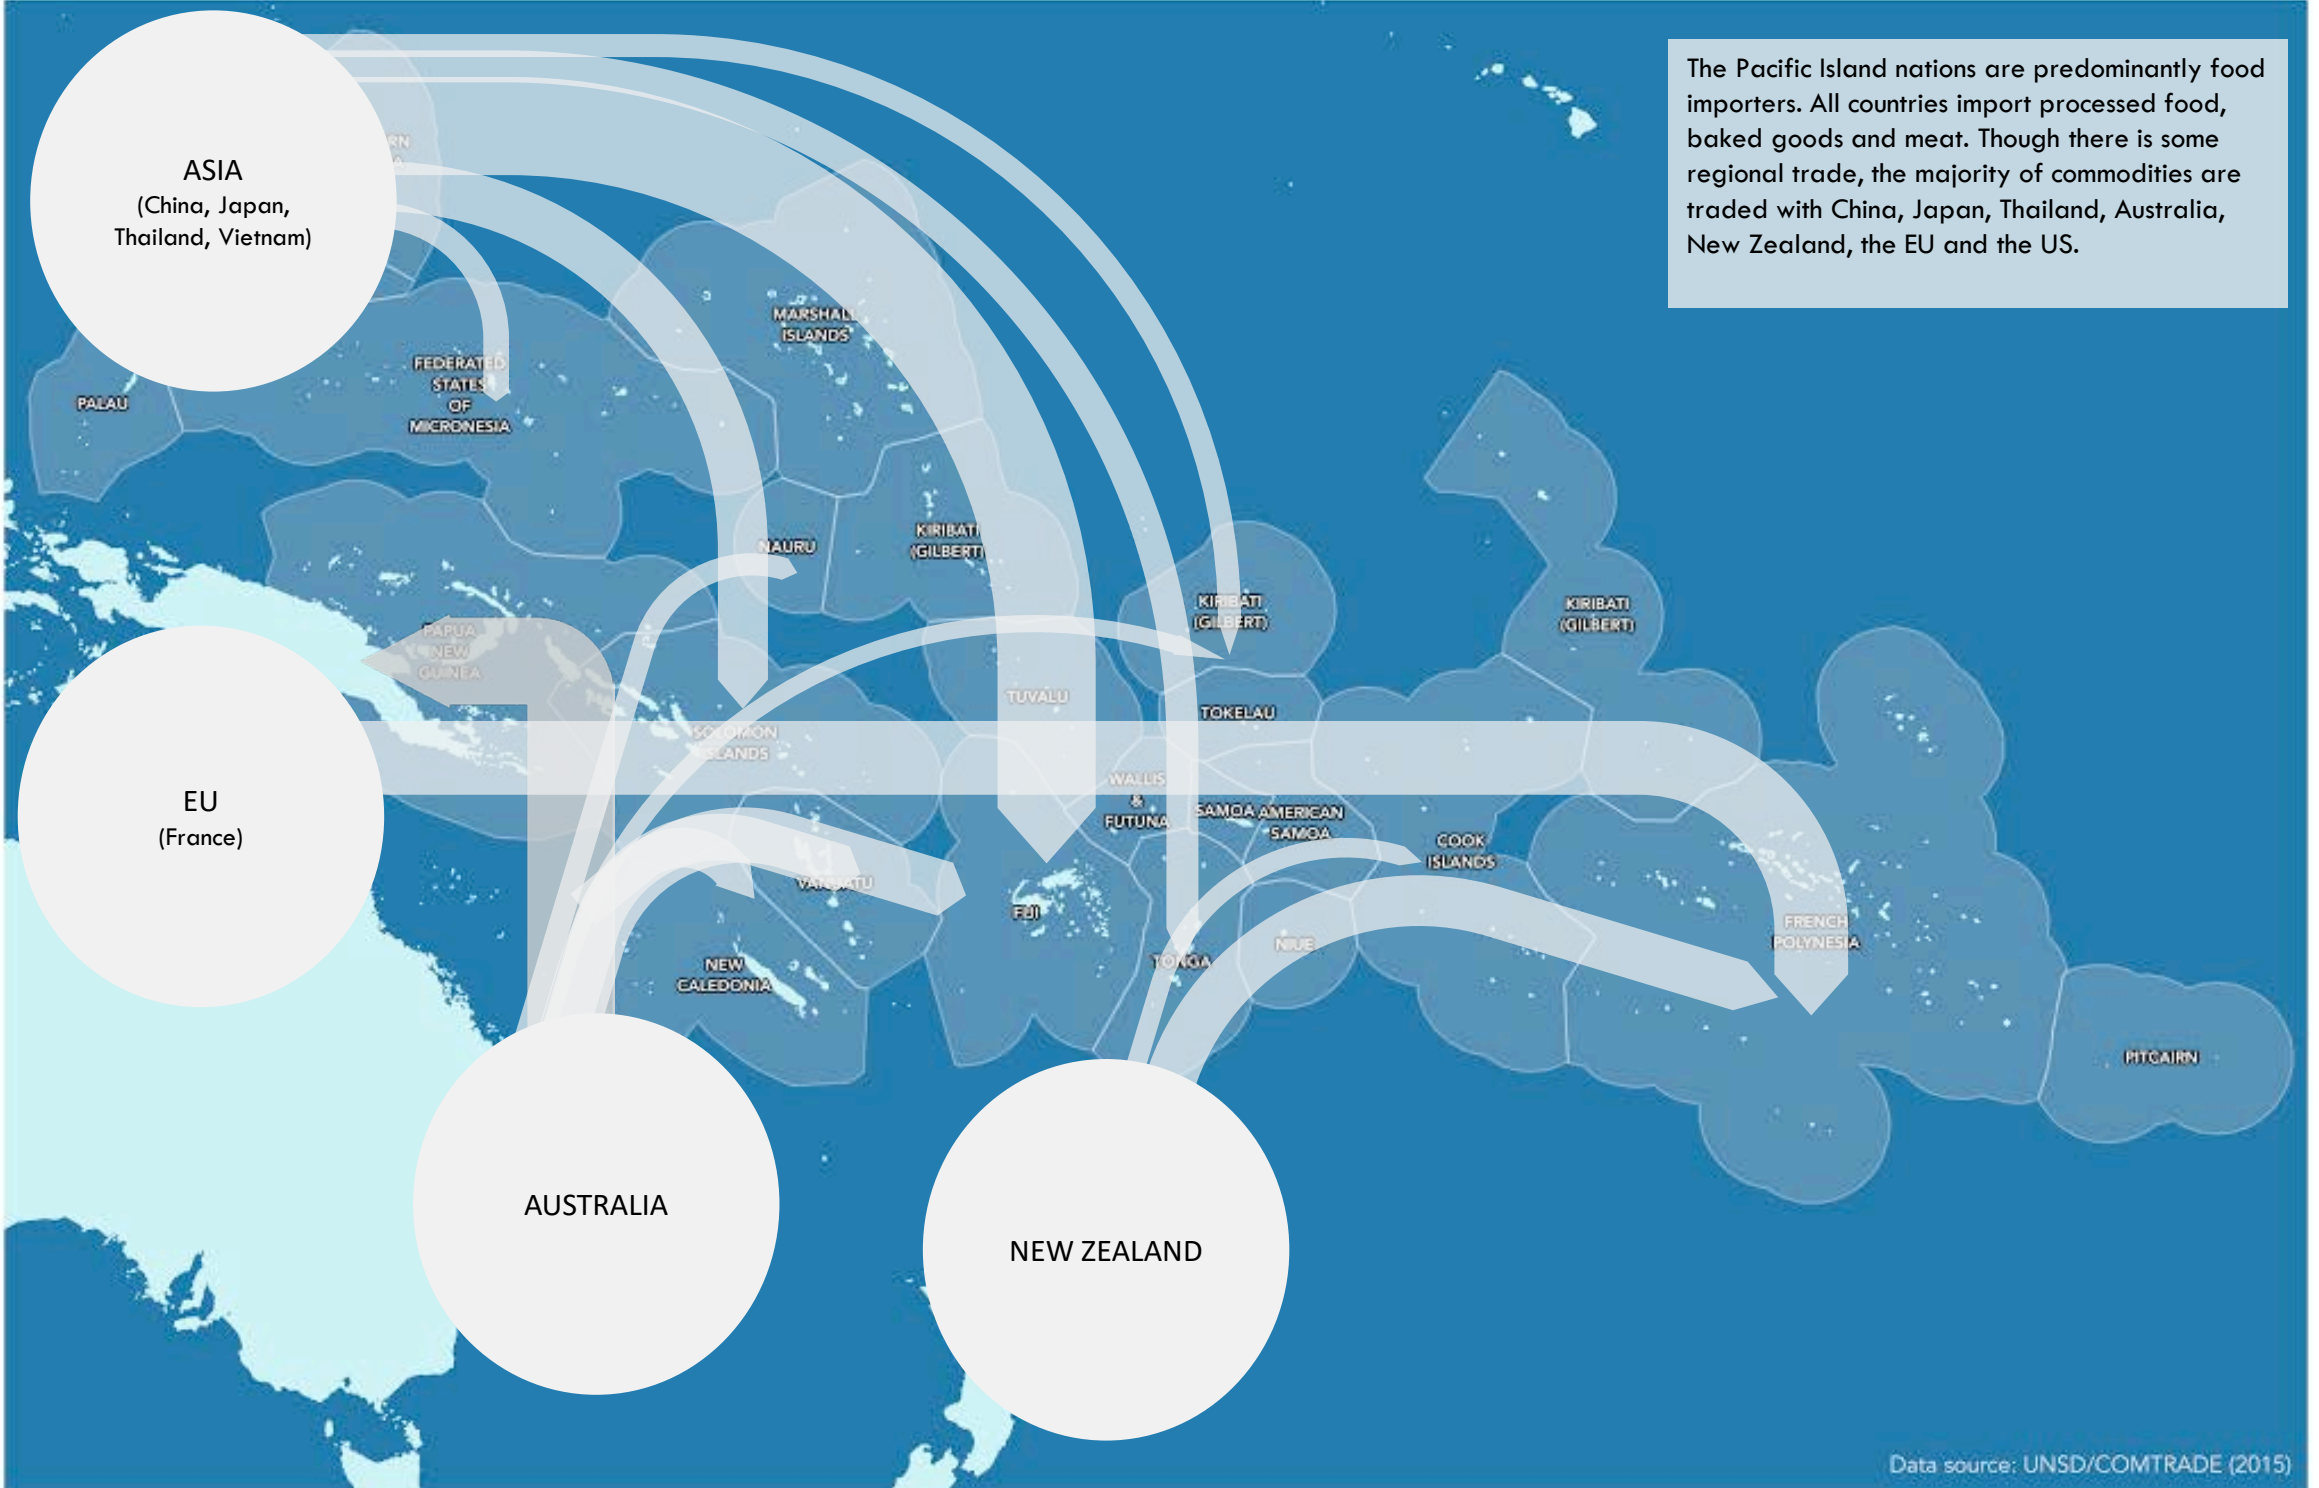 The Pacific Island nations are predominantly food
importers. All countries import processed food,
baked goods and meat. Though there is some
regional trade, the majority of commodities are
traded with China, Japan, Thailand, Australia,
New Zealand, the EU and the US.
ASIA
(China, Japan,
Thailand, Vietnam)
MARSHALL
ISLANDS
FEDERATED
STATES
OF
MICRONESIA
PALAU
NAURU
KIRIBATI
(GILBERT)
KIRIBATI
(GILBERT)
KIRIBATI
(GILBERT)
PAPUA
NEW
GUINEA
TUVALU
TOKELAU
SOLOMON
ISLANDS
WALLIS
&
FUTUNA
SAMOA
AMERICAN
SAMOA
EU
(France)
COOK
ISLANDS
VANUATU
FIJI
FRENCH
POLYNESIA
NIUE
TONGA
NEW
CALEDONIA
PITCAIRN
AUSTRALIA
NEW ZEALAND
Data source: UNSD/COMTRADE (2015)